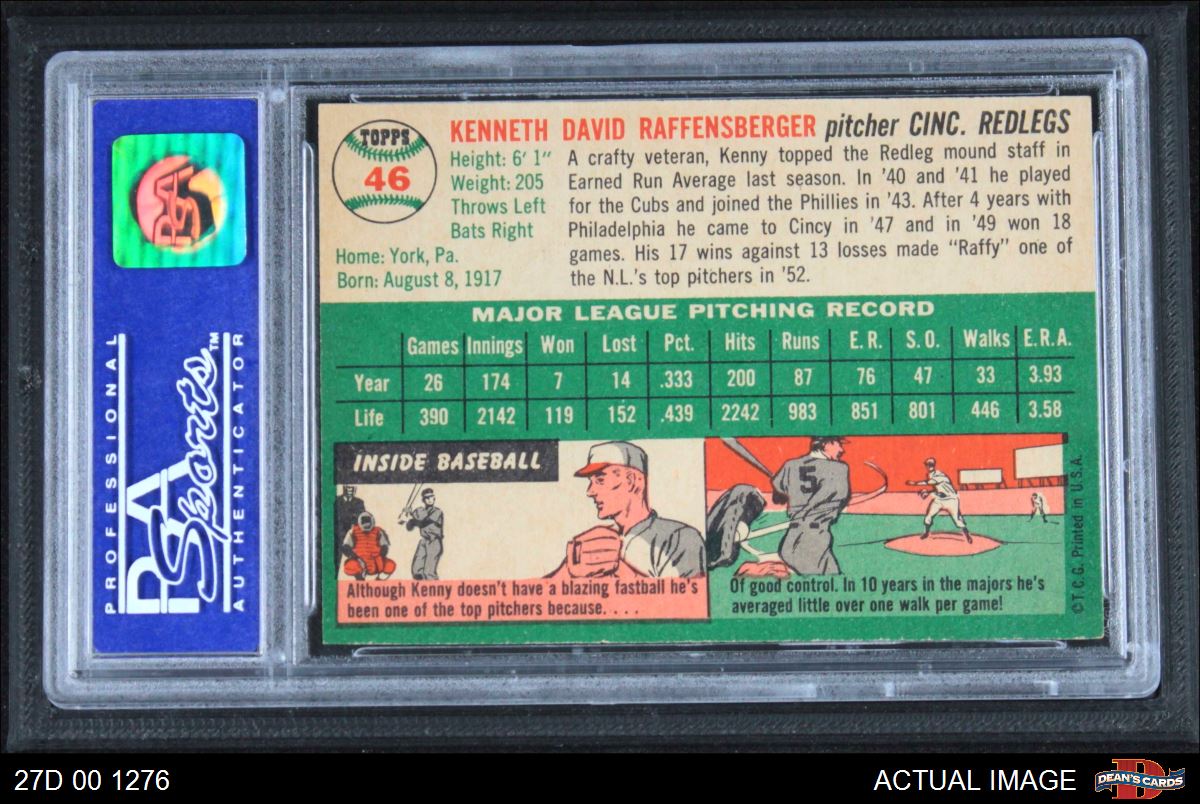 PROFESSIONAL
PSA
Sports™
AUTHENTICATOR
PSA
TOPPS
46
KENNETH DAVID RAFFENSBERGER pitcher CINC. REDLEGS
Height: 6' 1"
Weight: 205
Throws Left
Bats Right
Home: York, Pa.
Born: August 8, 1917
A crafty veteran, Kenny topped the Redleg mound staff in
Earned Run Average last season. In '40 and '41 he played
for the Cubs and joined the Phillies in '43. After 4 years with
Philadelphia he came to Cincy in '47 and in '49 won 18
games. His 17 wins against 13 losses made "Raffy" one of
the N.L.'s top pitchers in '52.
MAJOR LEAGUE PITCHING RECORD
Games Innings Won Lost Pct. Hits Runs E. R. S. O. Walks E.R.A.
Year 26 174 7 14 .333 200 87 76 47 33 3.93
Life 390 2142 119 152 .439 2242 983 851 801 446 3.58
INSIDE BASEBALL
5
Although Kenny doesn't have a blazing fastball he's
been one of the top pitchers because. . . .
Of good control. In 10 years in the majors he's
averaged little over one walk per game!
©T.C.G. Printed in U.S.A.
27D 00 1276
ACTUAL IMAGE
DEAN'S CARDS